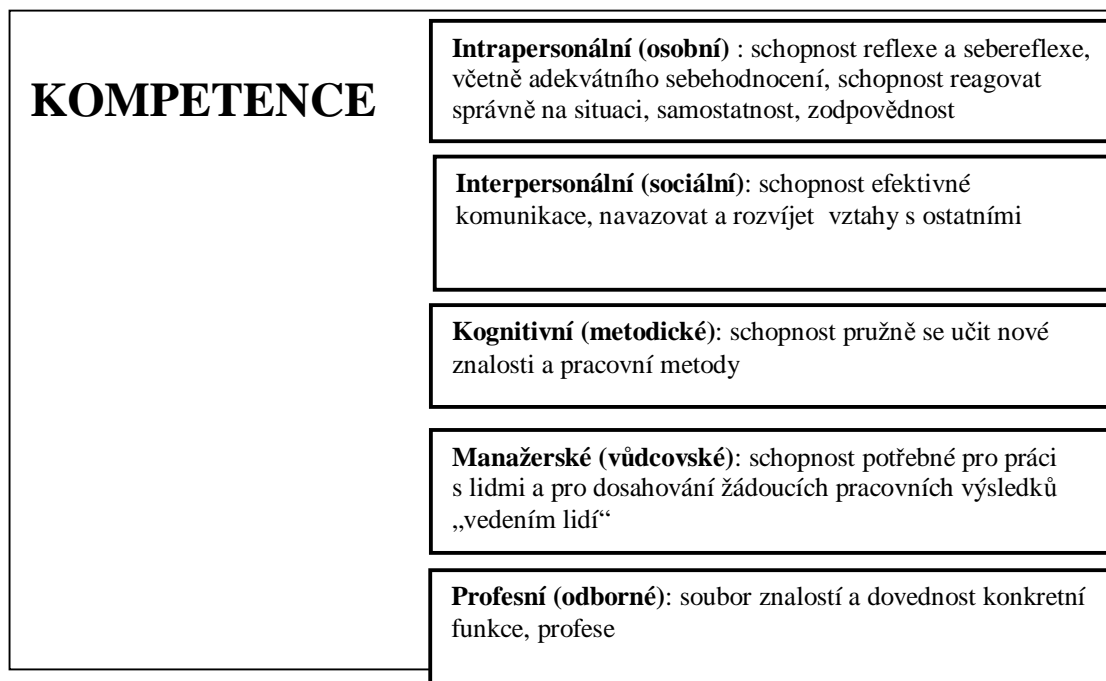 KOMPETENCE
Intrapersonální (osobní) : schopnost reflexe a sebereflexe,
včetně adekvátního sebehodnocení, schopnost reagovat
správně na situaci, samostatnost, zodpovědnost
Interpersonální (sociální): schopnost efektivné
komunikace, navazovat a rozvíjet vztahy s ostatními
Kognitivní (metodické): schopnost pružně se učit nové
znalosti a pracovní metody
Manažerské (vůdcovské): schopnost potřebné pro práci
s lidmi a pro dosahování žádoucích pracovních výsledků
„vedením lidí“
Profesní (odborné): soubor znalostí a dovednost konkretní
funkce, profese